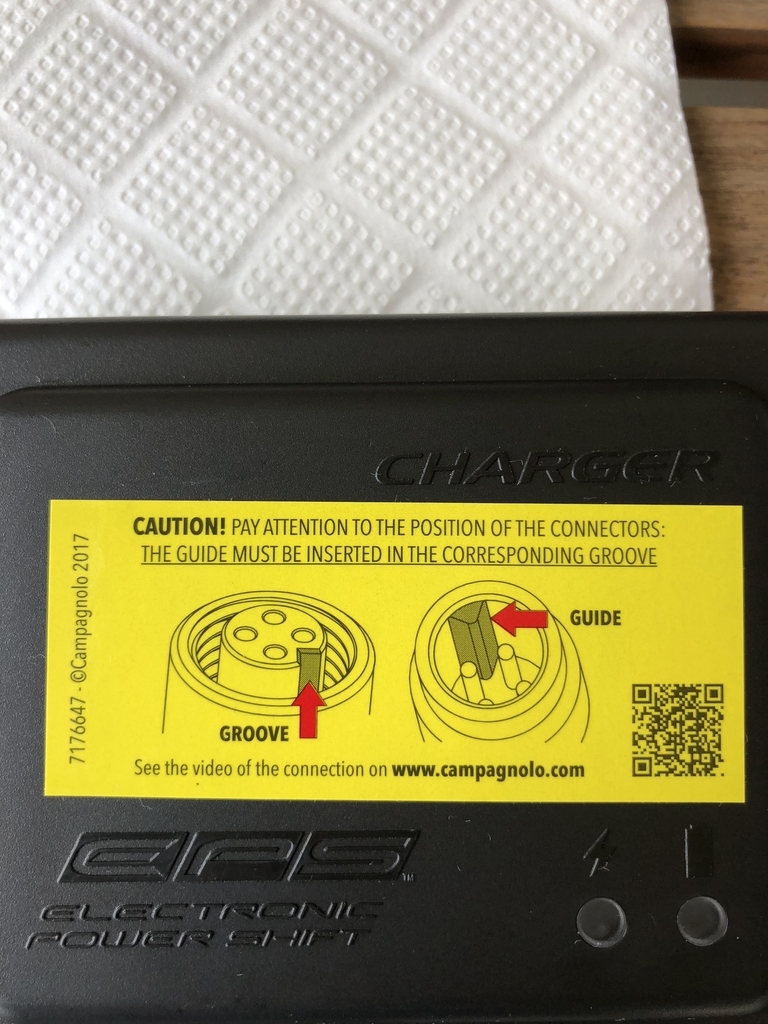 CHARGER
CAUTION! PAY ATTENTION TO THE POSITION OF THE CONNECTORS:
THE GUIDE MUST BE INSERTED IN THE CORRESPONDING GROOVE
7176647 - ©Campagnolo 2017
GUIDE
GROOVE
See the video of the connection on www.campagnolo.com
EPS™
ELECTRONIC
POWER SHIFT